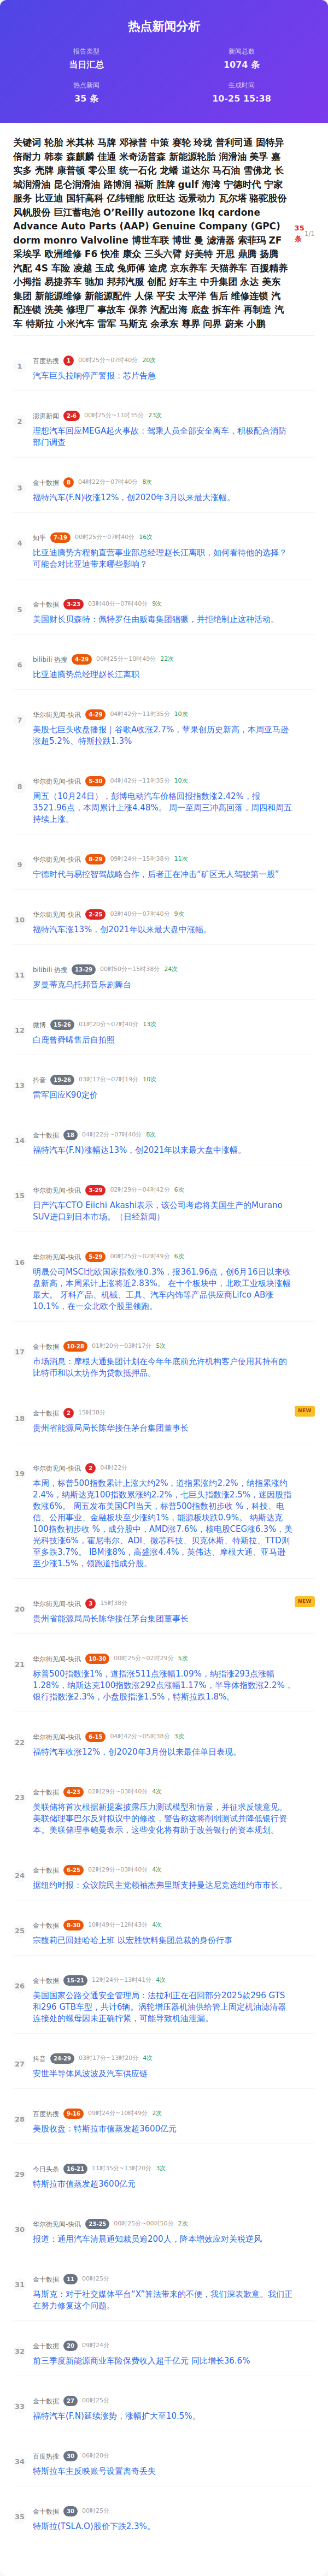 热点新闻分析
报告类型
新闻总数
当日汇总
1074 条
热点新闻
生成时间
35 条
10-25 15:38
关键词 轮胎 米其林 马牌 邓禄普 中策 赛轮 玲珑 普利司通 固特异
倍耐力 韩泰 森麒麟 佳通 米奇汤普森 新能源轮胎 润滑油 美孚 嘉
实多 壳牌 康普顿 零公里 统一石化 龙蟠 道达尔 马石油 雪佛龙 长
城润滑油 昆仑润滑油 路博润 福斯 胜牌 gulf 海湾 宁德时代 宁家
服务 比亚迪 国轩高科 亿纬锂能 欣旺达 远景动力 瓦尔塔 骆驼股份
风帆股份 巨江蓄电池 O’Reilly autozone lkq cardone
Advance Auto Parts (AAP) Genuine Company (GPC)
dorm monro Valvoline 博世车联 博世 曼 滤清器 索菲玛 ZF
采埃孚 欧洲维修 F6 快准 康众 三头六臂 好美特 开思 鼎腾 扬腾
汽配 4S 车险 凌越 玉成 兔师傅 途虎 京东养车 天猫养车 百援精养
小拇指 易捷养车 驰加 邦邦汽服 创配 好车主 中升集团 永达 美东
集团 新能源维修 新能源配件 人保 平安 太平洋 售后 维修连锁 汽
配连锁 洗美 修理厂 事故车 保养 汽配出海 底盘 拆车件 再制造 汽
车 特斯拉 小米汽车 雷军 马斯克 余承东 尊界 问界 蔚来 小鹏
35
条
1/1
1
百度热搜 1 00时25分~07时40分 20次
汽车巨头拉响停产警报：芯片告急
2
澎湃新闻 2-6 00时25分~11时35分 23次
理想汽车回应MEGA起火事故：驾乘人员全部安全离车，积极配合消防
部门调查
3
金十数据 8 04时22分~07时40分 8次
福特汽车(F.N)收涨12%，创2020年3月以来最大涨幅。
4
知乎 7-19 00时25分~07时40分 16次
比亚迪腾势方程豹直营事业部总经理赵长江离职，如何看待他的选择？
可能会对比亚迪带来哪些影响？
5
金十数据 3-23 03时40分~07时40分 9次
美国财长贝森特：佩特罗任由贩毒集团猖獗，并拒绝制止这种活动。
6
bilibili 热搜 4-29 00时25分~10时49分 22次
比亚迪腾势总经理赵长江离职
7
华尔街见闻-快讯 4-29 04时42分~11时35分 10次
美股七巨头收盘播报｜谷歌A收涨2.7%，苹果创历史新高，本周亚马逊
涨超5.2%、特斯拉跌1.3%
8
华尔街见闻-快讯 5-30 04时42分~11时35分 10次
周五（10月24日），彭博电动汽车价格回报指数涨2.42%，报
3521.96点，本周累计上涨4.48%。 周一至周三冲高回落，周四和周五
持续上涨。
9
华尔街见闻-快讯 8-29 09时24分~15时38分 11次
宁德时代与易控智驾战略合作，后者正在冲击“矿区无人驾驶第一股”
10
华尔街见闻-快讯 2-25 03时40分~07时40分 9次
福特汽车涨13%，创2021年以来最大盘中涨幅。
11
bilibili 热搜 13-29 00时50分~15时38分 24次
罗曼蒂克乌托邦音乐剧舞台
12
微博 15-26 01时20分~07时40分 13次
白鹿曾舜晞售后自拍照
13
抖音 19-26 03时17分~07时19分 10次
雷军回应K90定价
14
金十数据 18 04时22分~07时40分 8次
福特汽车(F.N)涨幅达13%，创2021年以来最大盘中涨幅。
15
华尔街见闻-快讯 3-29 02时29分~04时42分 6次
日产汽车CTO Eiichi Akashi表示，该公司考虑将美国生产的Murano
SUV进口到日本市场。（日经新闻）
16
华尔街见闻-快讯 5-29 00时25分~02时49分 6次
明晟公司MSCI北欧国家指数涨0.3%，报361.96点，创6月16日以来收
盘新高，本周累计上涨将近2.83%。 在十个板块中，北欧工业板块涨幅
最大。 牙科产品、机械、工具、汽车内饰等产品供应商Lifco AB涨
10.1%，在一众北欧个股里领跑。
17
金十数据 10-28 01时20分~03时17分 5次
市场消息：摩根大通集团计划在今年年底前允许机构客户使用其持有的
比特币和以太坊作为贷款抵押品。
18
金十数据 2 15时38分
NEW
贵州省能源局局长陈华接任茅台集团董事长
19
华尔街见闻-快讯 2 04时22分
本周，标普500指数累计上涨大约2%，道指累涨约2.2%，纳指累涨约
2.4%，纳斯达克100指数累涨约2.2%，七巨头指数涨2.5%，迷因股指
数涨6%。 周五发布美国CPI当天，标普500指数初步收 %，科技、电
信、公用事业、金融板块至少涨约1%，能源板块跌0.9%。 纳斯达克
100指数初步收 %，成分股中，AMD涨7.6%，核电股CEG涨6.3%，美
光科技涨6%，霍尼韦尔、ADI、微芯科技、贝克休斯、特斯拉、TTD则
至多跌3.7%。 IBM涨8%，高盛涨4.4%，英伟达、摩根大通、亚马逊
至少涨1.5%，领跑道指成分股。
20
华尔街见闻-快讯 3 15时38分
NEW
贵州省能源局局长陈华接任茅台集团董事长
21
华尔街见闻-快讯 10-30 00时25分~02时29分 5次
标普500指数涨1%，道指涨511点涨幅1.09%，纳指涨293点涨幅
1.28%，纳斯达克100指数涨292点涨幅1.17%，半导体指数涨2.2%，
银行指数涨2.3%，小盘股指涨1.5%，特斯拉跌1.8%。
22
华尔街见闻-快讯 6-15 04时42分~05时38分 3次
福特汽车收涨12%，创2020年3月份以来最佳单日表现。
23
金十数据 4-23 02时29分~03时40分 4次
美联储将首次根据新提案披露压力测试模型和情景，并征求反馈意见。
美联储理事巴尔反对拟议中的修改，警告称这将削弱测试并降低银行资
本。美联储理事鲍曼表示，这些变化将有助于改善银行的资本规划。
24
金十数据 6-25 02时29分~03时40分 4次
据纽约时报：众议院民主党领袖杰弗里斯支持曼达尼竞选纽约市市长。
25
金十数据 8-30 10时49分~12时43分 4次
宗馥莉已回娃哈哈上班 以宏胜饮料集团总裁的身份行事
26
金十数据 15-21 12时24分~13时41分 4次
美国国家公路交通安全管理局：法拉利正在召回部分2025款296 GTS
和296 GTB车型，共计6辆。涡轮增压器机油供给管上固定机油滤清器
连接处的螺母因未正确拧紧，可能导致机油泄漏。
27
抖音 24-29 03时17分~13时20分 4次
安世半导体风波波及汽车供应链
28
百度热搜 9-16 09时24分~10时49分 2次
美股收盘：特斯拉市值蒸发超3600亿元
29
今日头条 16-21 11时35分~13时20分 3次
特斯拉市值蒸发超3600亿元
30
华尔街见闻-快讯 23-25 00时25分~00时50分 2次
报道：通用汽车清晨通知裁员逾200人，降本增效应对关税逆风
31
金十数据 11 00时25分
马斯克：对于社交媒体平台“X”算法带来的不便，我们深表歉意。我们正
在努力修复这个问题。
32
金十数据 20 09时24分
前三季度新能源商业车险保费收入超千亿元 同比增长36.6%
33
金十数据 27 00时25分
福特汽车(F.N)延续涨势，涨幅扩大至10.5%。
34
百度热搜 30 06时20分
特斯拉车主反映账号设置离奇丢失
35
金十数据 30 00时25分
特斯拉(TSLA.O)股价下跌2.3%。